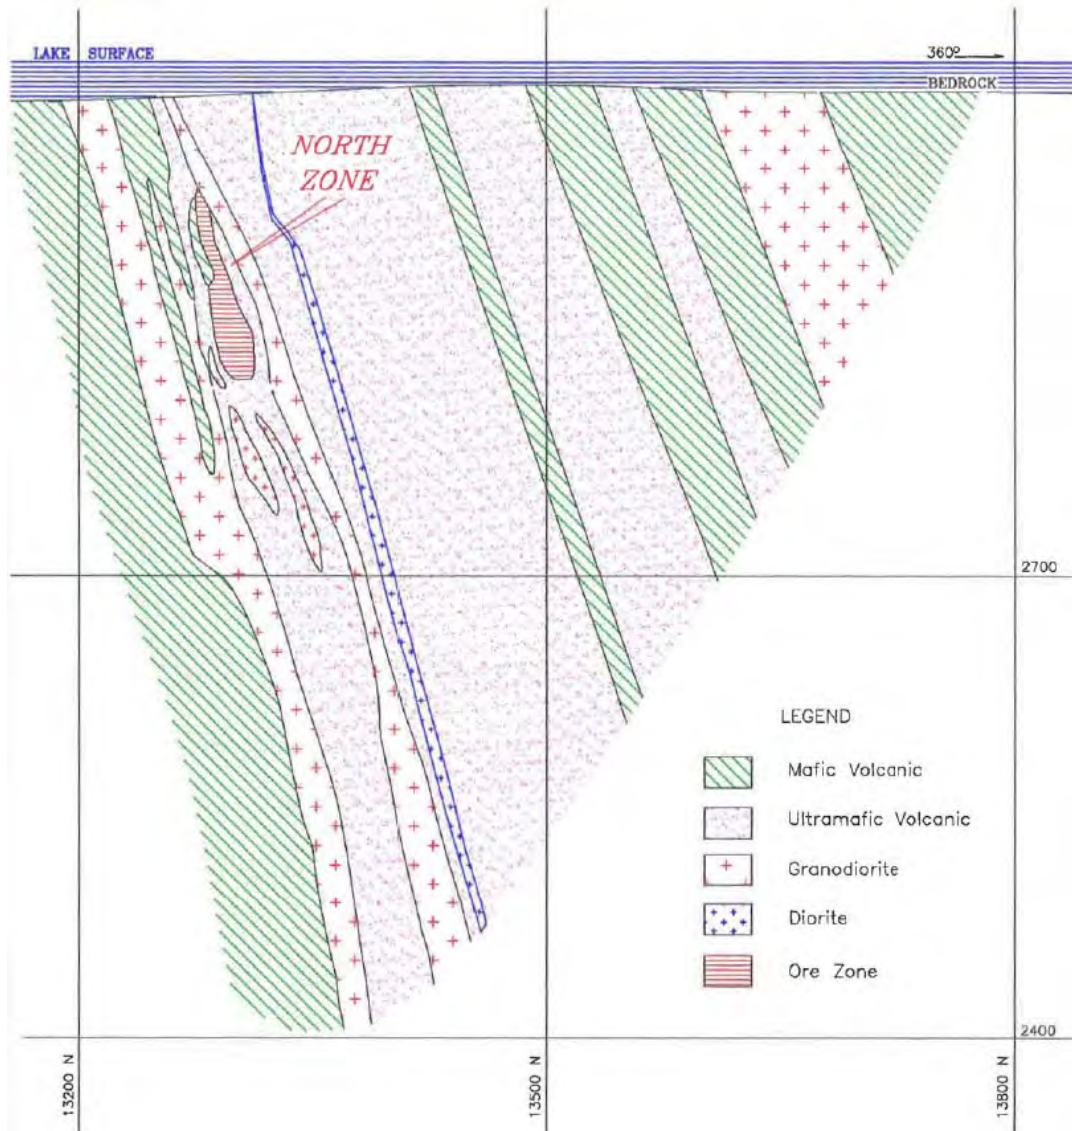 LAKE SURFACE
360º
BEDROCK
NORTH
ZONE
2700
LEGEND
Mafic Volcanic
Ultramafic Volcanic
Granodiorite
Diorite
Ore Zone
2400
13200 N
13500 N
13800 N